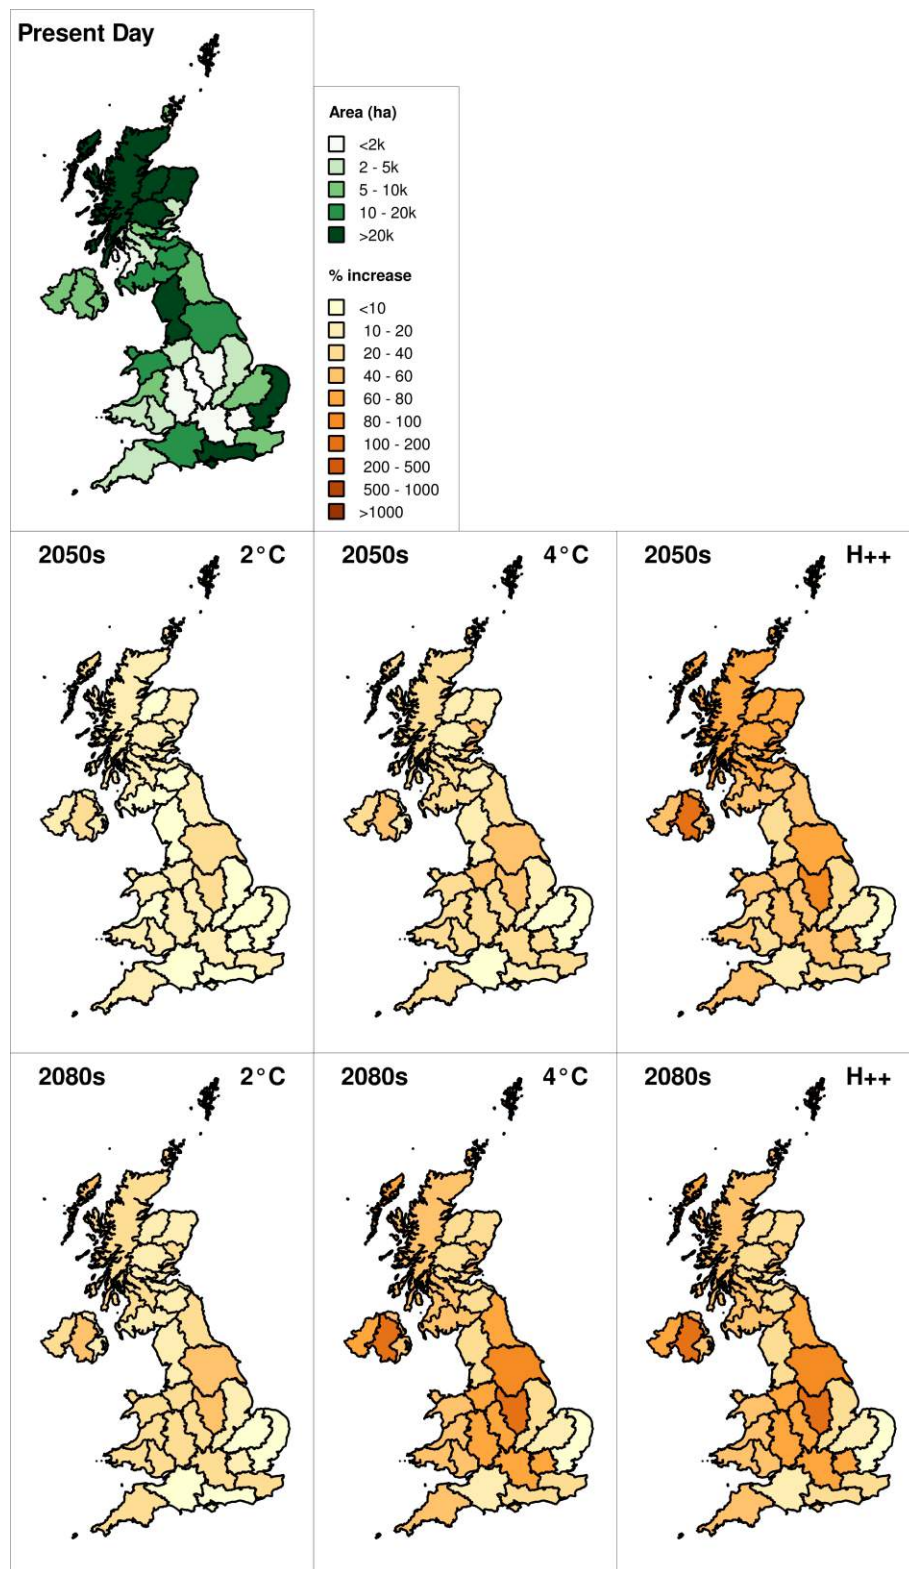 Present Day
Area (ha)
<2k
2 - 5k
5 - 10k
10 - 20k
>20k
% increase
<10
10 - 20
20 - 40
40 - 60
60 - 80
80 - 100
100 - 200
200 - 500
500 - 1000
>1000
2050s 2°C
2050s 4°C
2050s H++
2080s 2°C
2080s 4°C
2080s H++